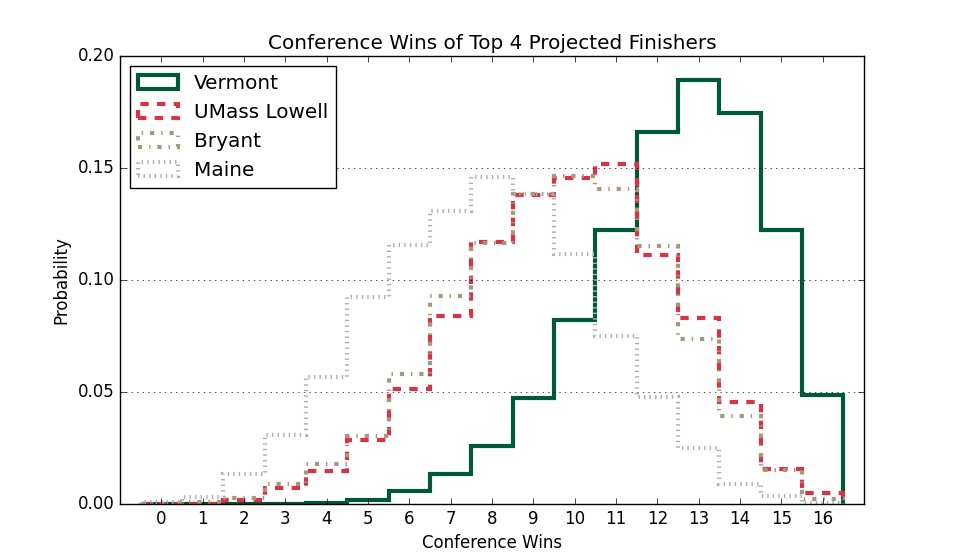 Conference Wins of Top 4 Projected Finishers
0.20
0.15
0.10
0.05
0.00
Probability
Vermont
UMass Lowell
Bryant
Maine
0 1 2 3 4 5 6 7 8 9 10 11 12 13 14 15 16
Conference Wins